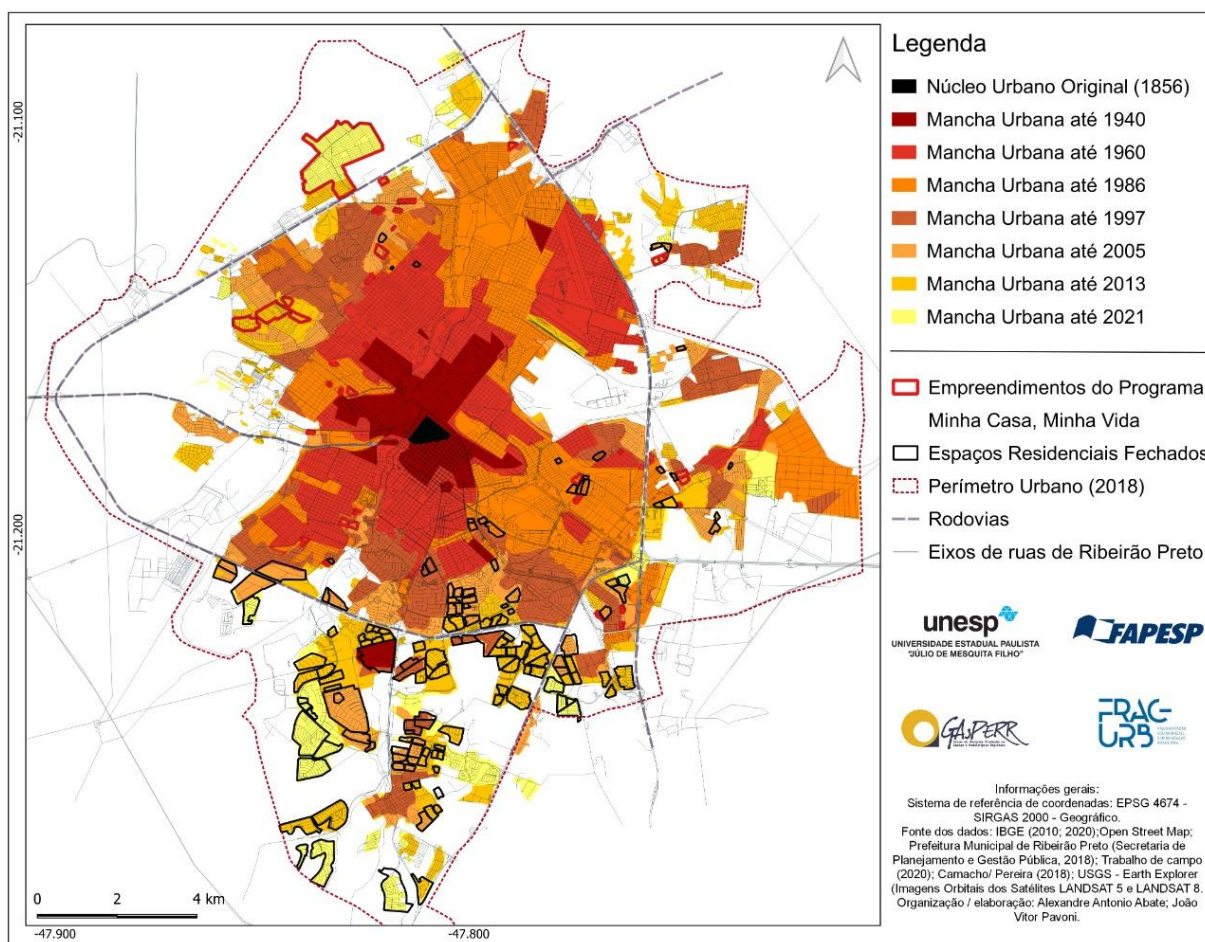 Legenda
Núcleo Urbano Original (1856)
Mancha Urbana até 1940
Mancha Urbana até 1960
Mancha Urbana até 1986
Mancha Urbana até 1997
Mancha Urbana até 2005
Mancha Urbana até 2013
Mancha Urbana até 2021
Empreendimentos do Programa
Minha Casa, Minha Vida
Espaços Residenciais Fechados
Perímetro Urbano (2018)
Rodovias
Eixos de ruas de Ribeirão Preto
unesp
UNIVERSIDADE ESTADUAL PAULISTA
"JÚLIO DE MESQUITA FILHO"
FAPESP
GAsPERR
FRAG-
URB
Informações gerais:
Sistema de referência de coordenadas: EPSG 4674 -
SIRGAS 2000 - Geográfico.
Fonte dos dados: IBGE (2010; 2020);Open Street Map;
Prefeitura Municipal de Ribeirão Preto (Secretaria de
Planejamento e Gestão Pública, 2018); Trabalho de campo
(2020); Camacho/ Pereira (2018); USGS - Earth Explorer
(Imagens Orbitais dos Satélites LANDSAT 5 e LANDSAT 8.
Organização / elaboração: Alexandre Antonio Abate; João
Vitor Pavoni.
-21.100
-21.200
0 2 4 km
-47.900
-47.800